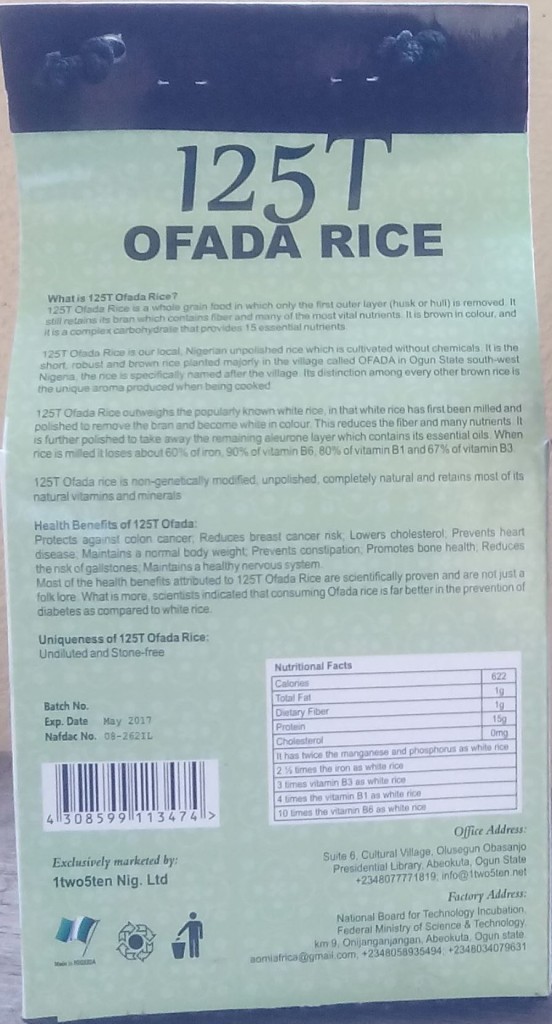 125T
OFADA RICE
What is 125T Ofada Rice?
125T Ofada Rice is a whole grain food in which only the first outer layer (husk or hull) is removed. It
still retains its bran which contains fiber and many of the most vital nutrients. It is brown in colour, and
it is a complex carbohydrate that provides 15 essential nutrients.
125T Ofada Rice is our local, Nigerian unpolished rice which is cultivated without chemicals. It is the
short, robust and brown rice planted majorly in the village called OFADA in Ogun State south-west
Nigeria, the rice is specifically named after the village. Its distinction among every other brown rice is
the unique aroma produced when being cooked.
125T Ofada Rice outweighs the popularly known white rice, in that white rice has first been milled and
polished to remove the bran and become white in colour. This reduces the fiber and many nutrients. It
is further polished to take away the remaining aleurone layer which contains its essential oils. When
rice is milled it loses about 60% of iron, 90% of vitamin B6, 80% of vitamin B1 and 67% of vitamin B3.
125T Ofada rice is non-genetically modified, unpolished, completely natural and retains most of its
natural vitamins and minerals
Health Benefits of 125T Ofada:
Protects against colon cancer; Reduces breast cancer risk; Lowers cholesterol; Prevents heart
disease; Maintains a normal body weight; Prevents constipation; Promotes bone health; Reduces
the risk of gallstones; Maintains a healthy nervous system.
Most of the health benefits attributed to 125T Ofada Rice are scientifically proven and are not just a
folk lore. What is more, scientists indicated that consuming Ofada rice is far better in the prevention of
diabetes as compared to white rice.
Uniqueness of 125T Ofada Rice:
Undiluted and Stone-free
Nutritional Facts
Calories 622
Total Fat 1g
Dietary Fiber 1g
Protein 15g
Cholesterol 0mg
It has twice the manganese and phosphorus as white rice
2 ½ times the iron as white rice
3 times vitamin B3 as white rice
4 times the vitamin B1 as white rice
10 times the vitamin B6 as white rice
Batch No.
Exp. Date May 2017
Nafdac No. 08-2621L
4 308599 113474 >
Exclusively marketed by:
1two5ten Nig. Ltd
Office Address:
Suite 6, Cultural Village, Olusegun Obasanjo
Presidential Library, Abeokuta, Ogun State
+2348077771819, info@1two5ten.net
Factory Address:
National Board for Technology Incubation,
Federal Ministry of Science & Technology,
km 9, Onijanganjangan, Abeokuta, Ogun state.
aomiafrica@gmail.com, +2348058935494, +2348034079631
Made in NIGERIA